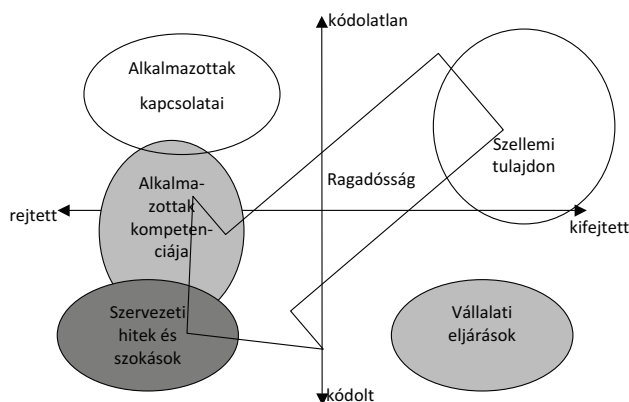 kódolatlan
Alkalmazottak
kapcsolatai
Szellemi
tulajdon
Ragadósság
Alkalma-
zottak
kompeten-
ciája
rejtett
kifejtett
Szervezeti
hitek és
szokások
Vállalati
eljárások
kódolt